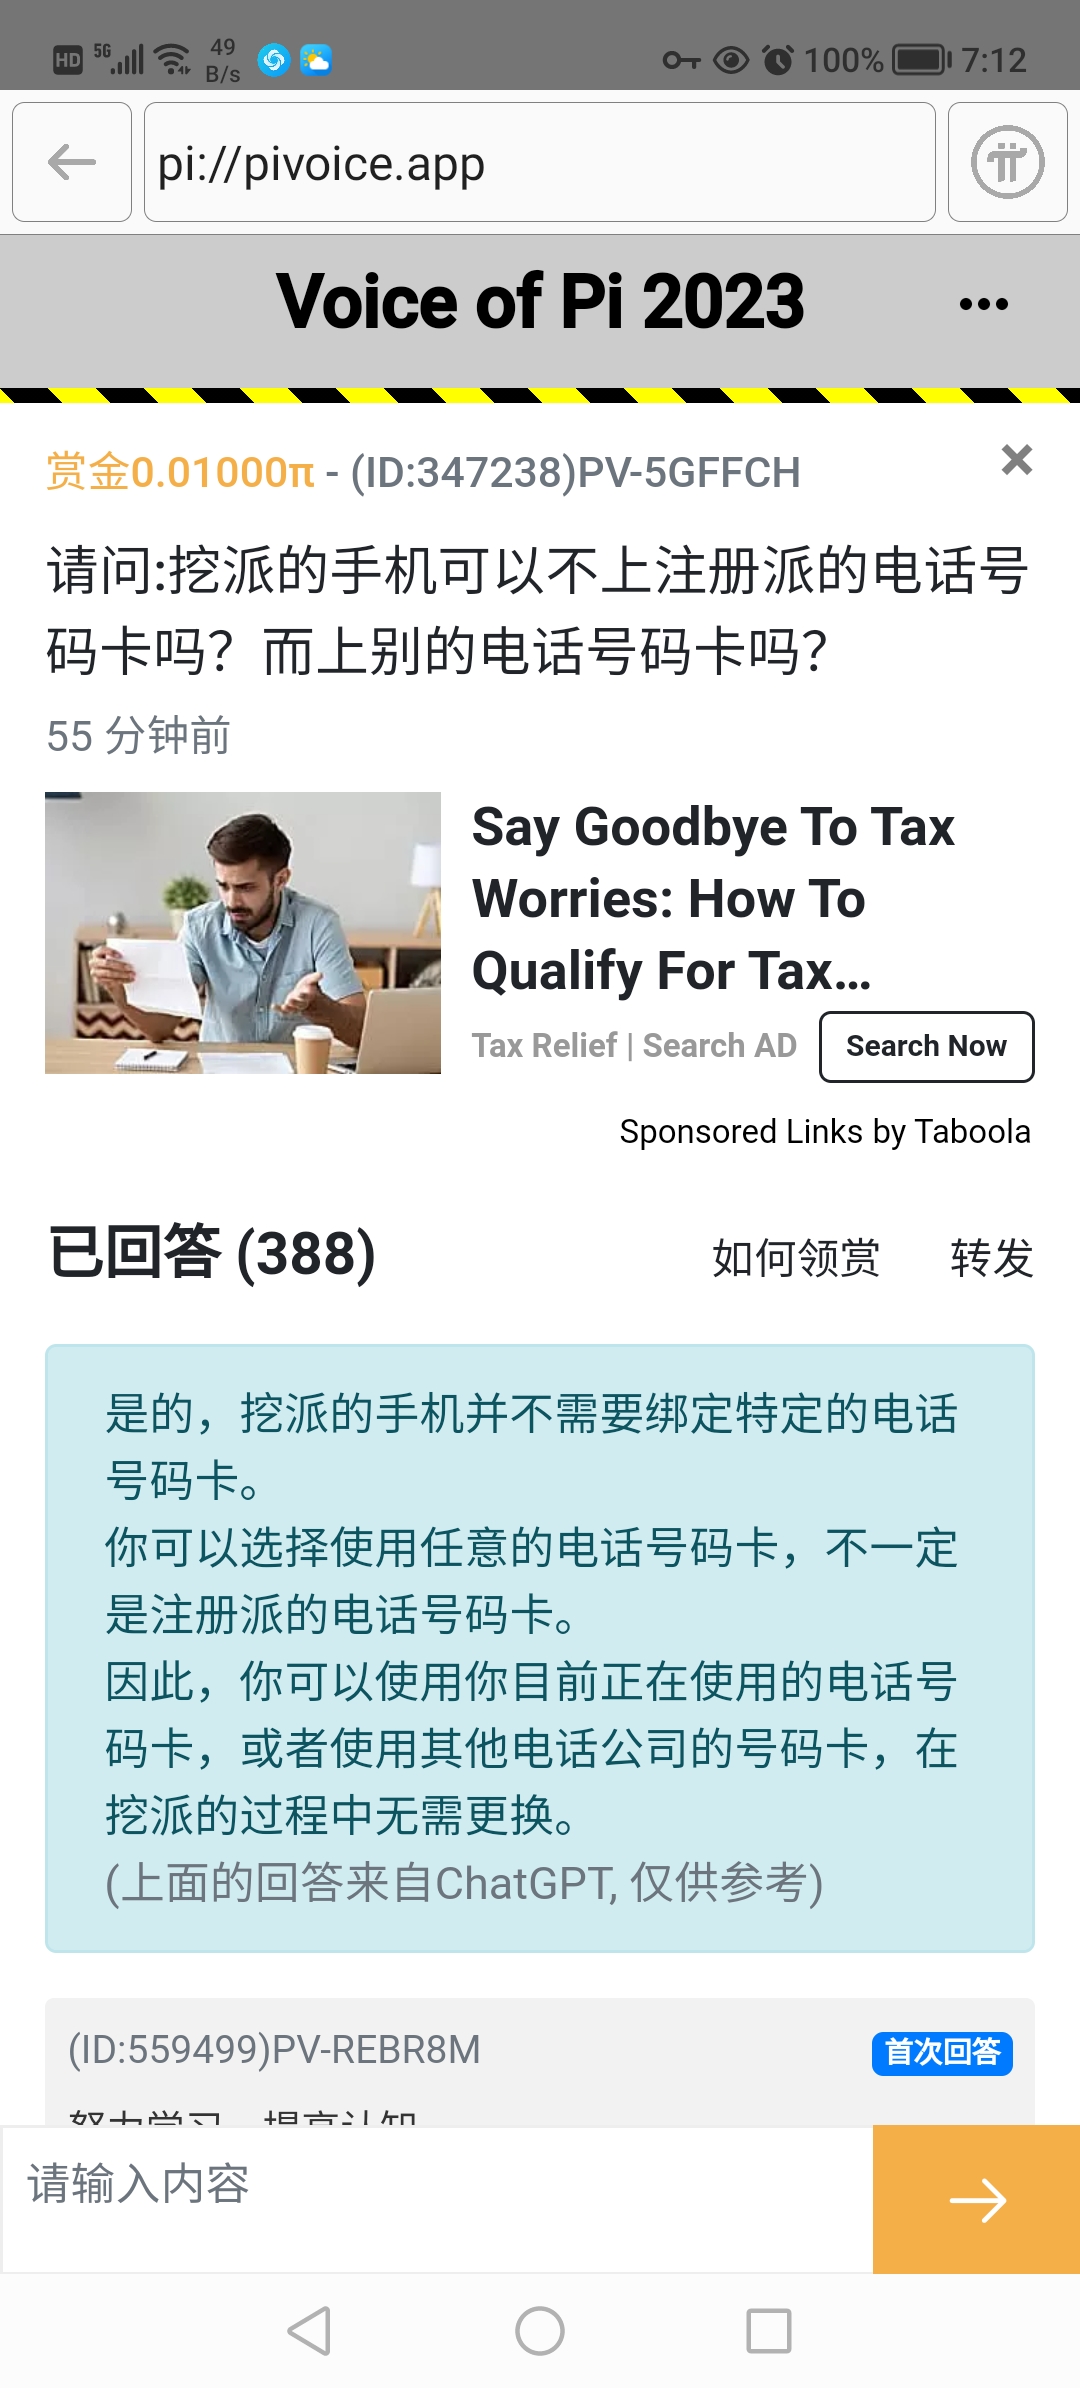 HD 5G 49 B/s 100% 7:12
pi://pivoice.app
Voice of Pi 2023
赏金0.01000π - (ID:347238)PV-5GFFCH
请问:挖派的手机可以不上注册派的电话号
码卡吗？而上别的电话号码卡吗？
55 分钟前
Say Goodbye To Tax
Worries: How To
Qualify For Tax...
Tax Relief | Search AD
Search Now
Sponsored Links by Taboola
已回答 (388)
如何领赏
转发
是的，挖派的手机并不需要绑定特定的电话
号码卡。
你可以选择使用任意的电话号码卡，不一定
是注册派的电话号码卡。
因此，你可以使用你目前正在使用的电话号
码卡，或者使用其他电话公司的号码卡，在
挖派的过程中无需更换。
(上面的回答来自ChatGPT, 仅供参考)
(ID:559499)PV-REBR8M
首次回答
努力学习，提高认知
请输入内容